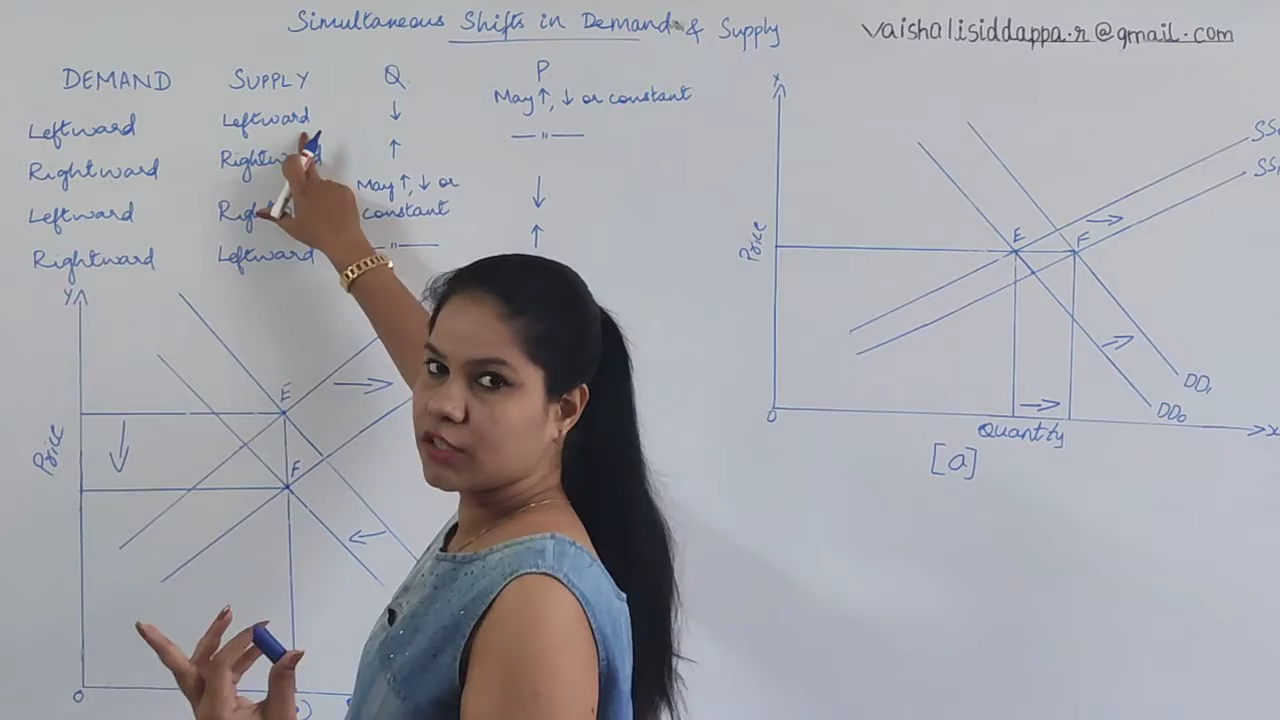 Simultaneous Shifts in Demand & Supply
vaishalisiddappa.r@gmail.com
DEMAND SUPPLY Q P
Leftward Leftward ↓ May ↑, ↓ or constant
Rightward ↑ — " —
Leftward May ↑, ↓ or constant ↓
Rightward Leftward " — ↑
Y
Price
E
F
O
X
Price
E
F
SS
SS
DD₁
DD₀
O
Quantity
X
[a]